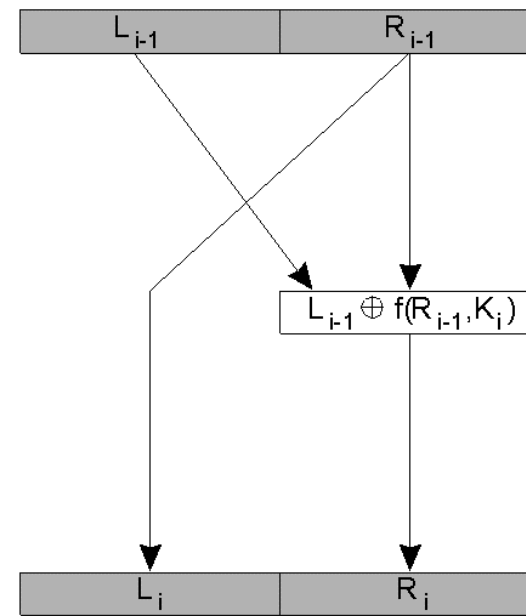 L i-1 R i-1
L i-1 ⊕ f(R i-1, K i)
L i R i